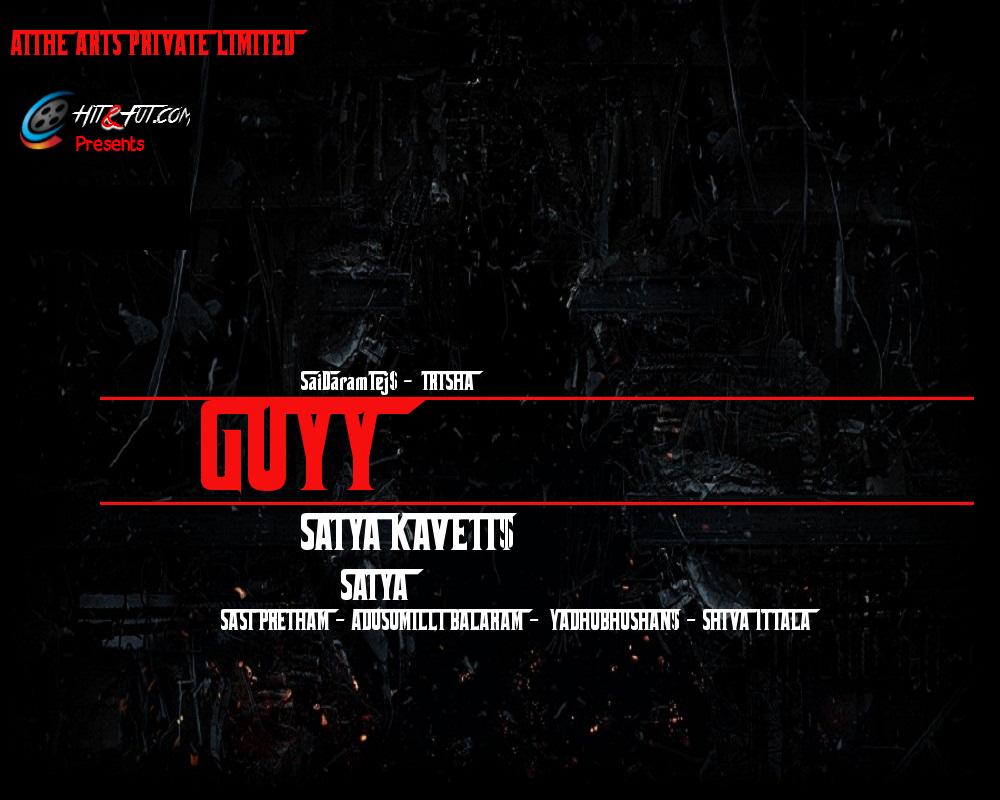 AITHE ARTS PRIVATE LIMITED
HIT&FUT.COM
Presents
SaiDaramTej$ - TRISHA
GUYY
SATYA KAVETI$
SATYA
SASI PRETHAM - ADUSUMILLI BALARAM - YADHUBHUSHAN$ - SHIVA ITTALA